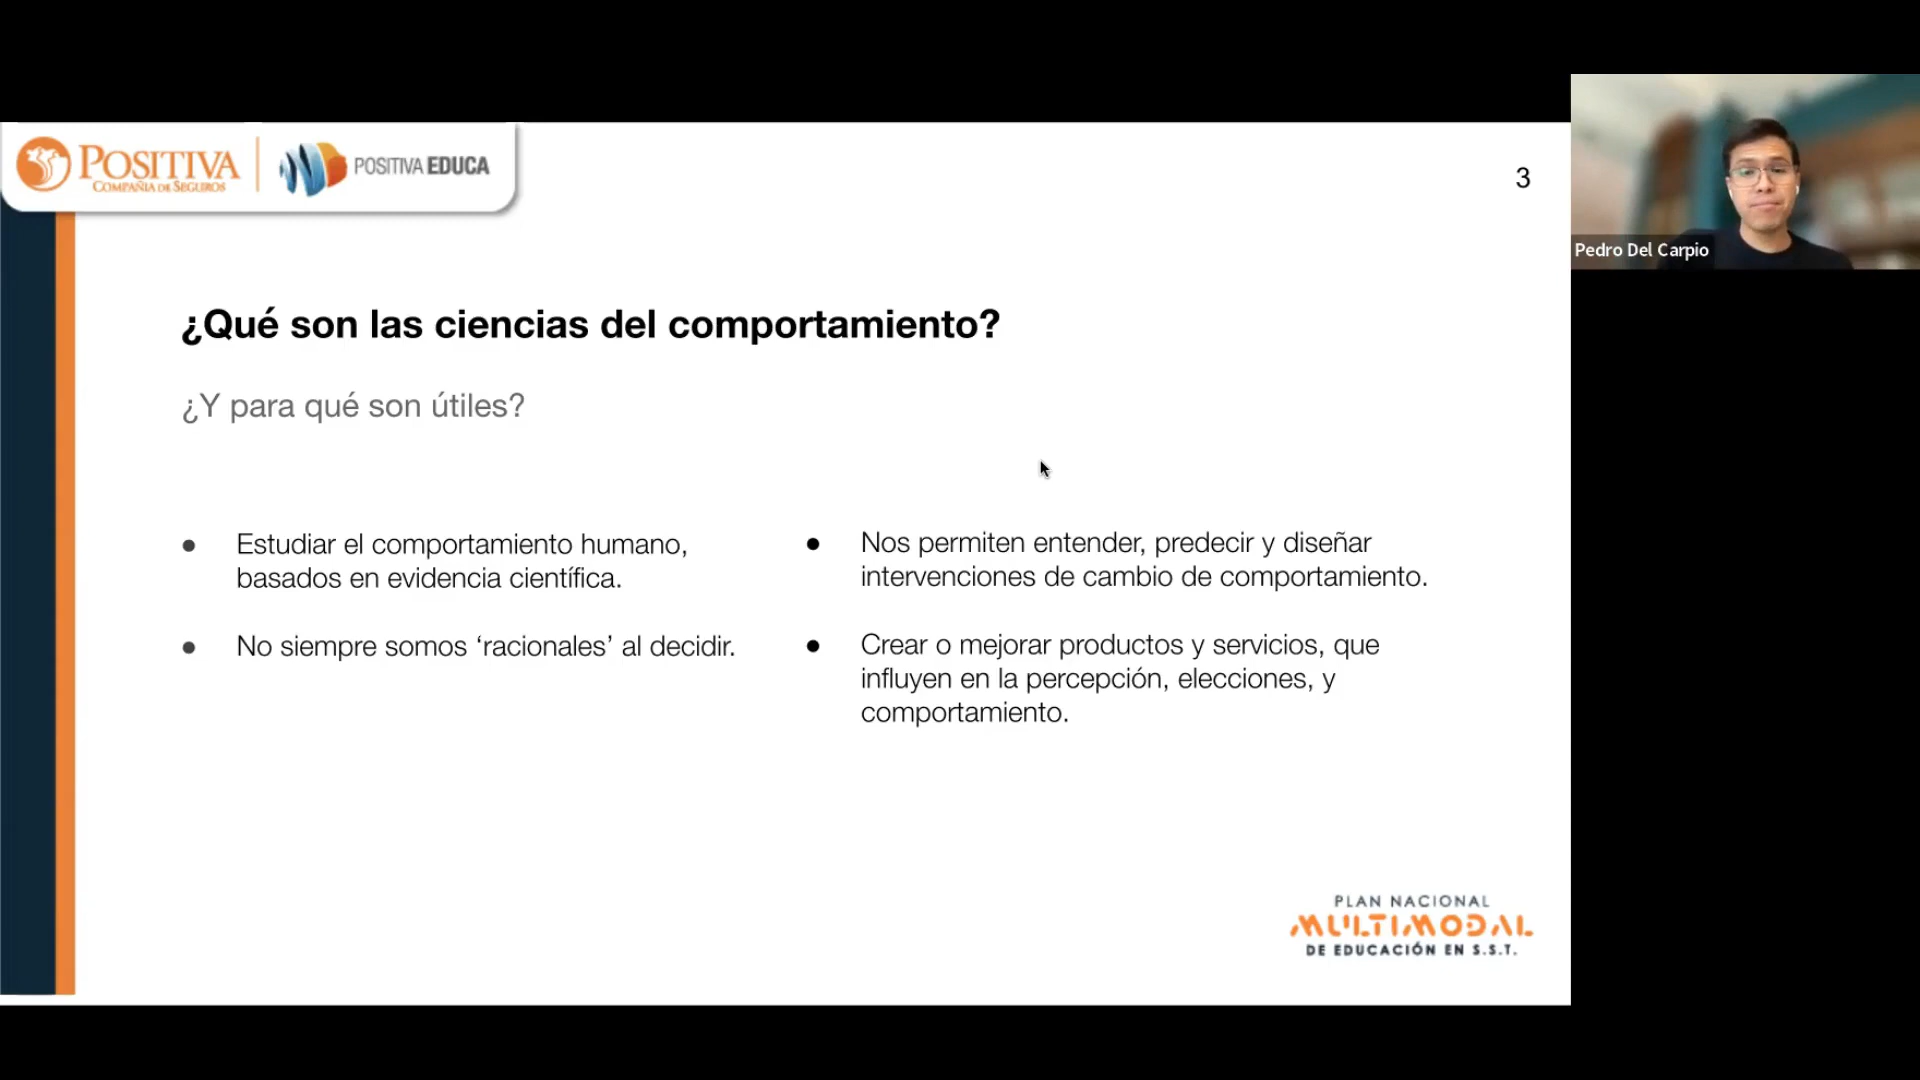 POSITIVA
COMPAÑIA DE SEGUROS
POSITIVA EDUCA
3
Pedro Del Carpio
¿Qué son las ciencias del comportamiento?
¿Y para qué son útiles?
● Estudiar el comportamiento humano,
basados en evidencia científica.
● No siempre somos ‘racionales’ al decidir.
● Nos permiten entender, predecir y diseñar
intervenciones de cambio de comportamiento.
● Crear o mejorar productos y servicios, que
influyen en la percepción, elecciones, y
comportamiento.
PLAN NACIONAL
MULTIMODAL
DE EDUCACIÓN EN S.S.T.